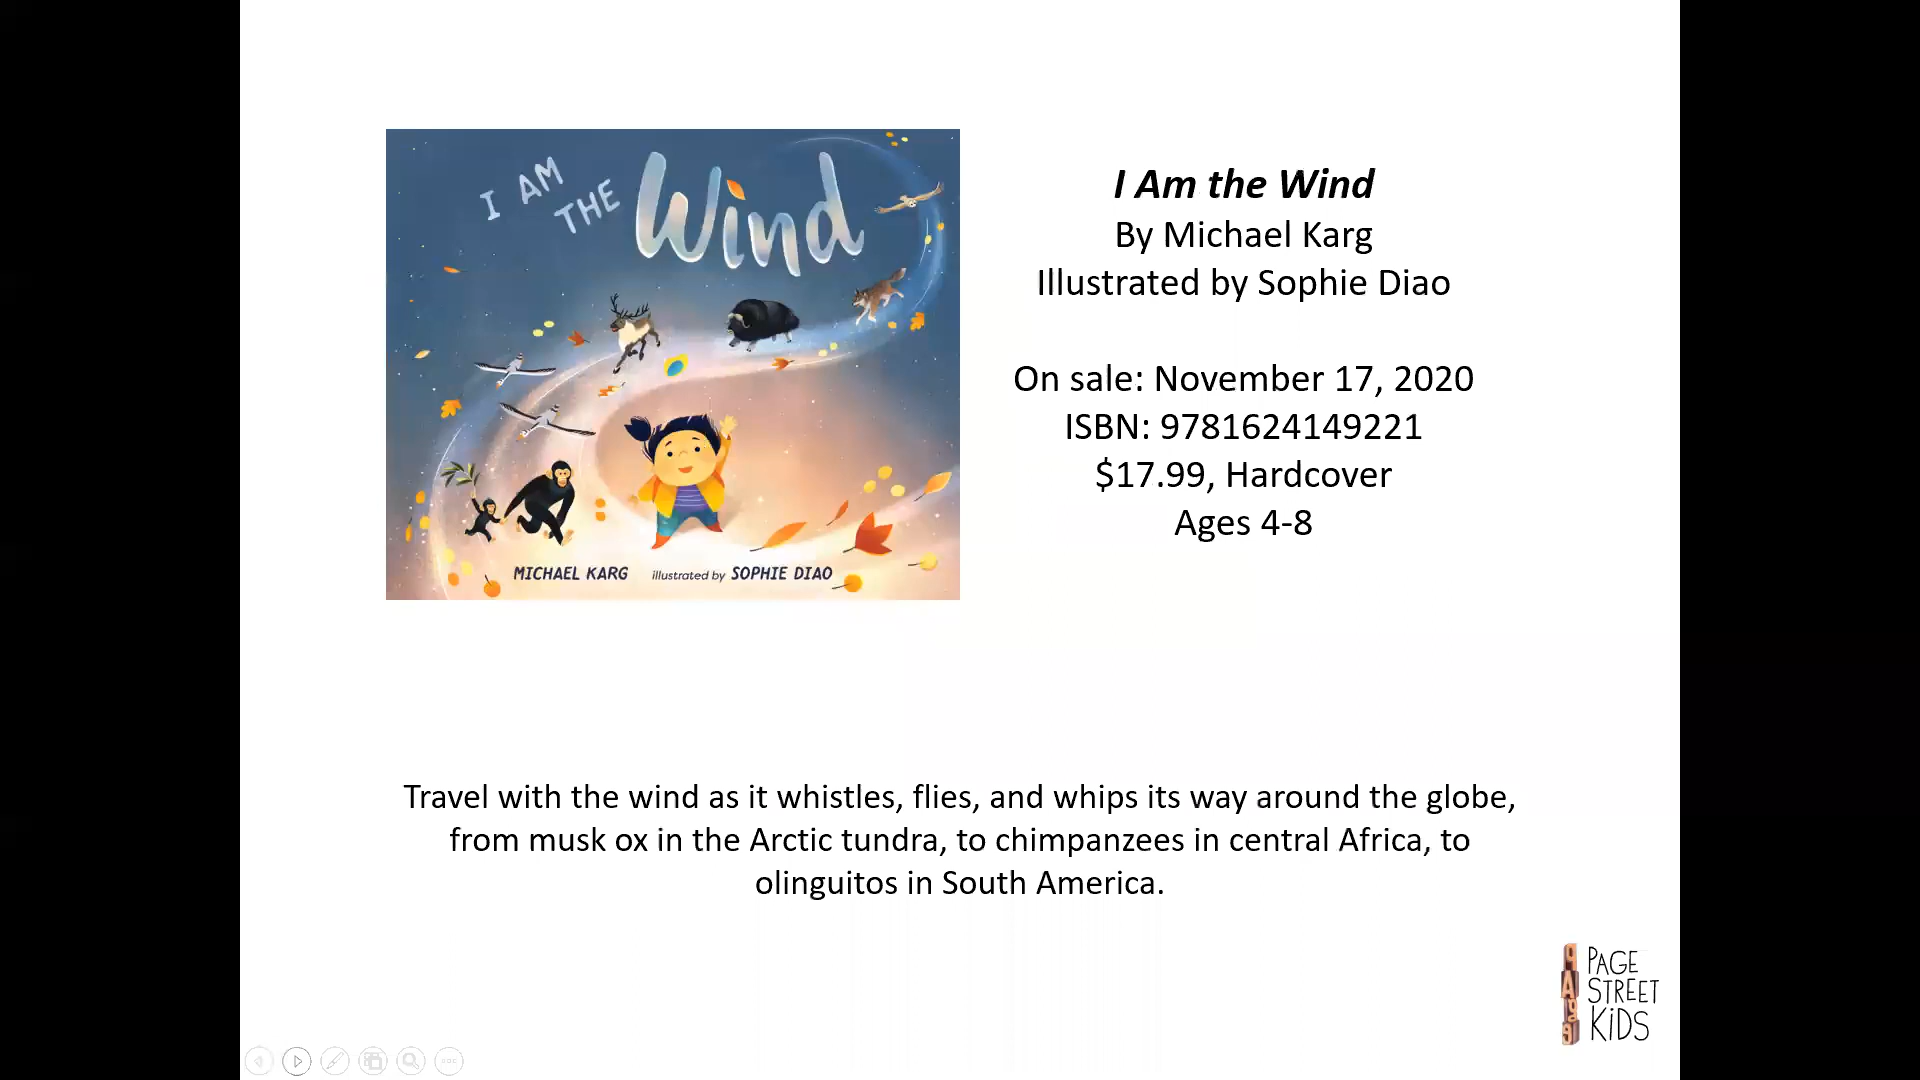 I AM
THE Wind
MICHAEL KARG illustrated by SOPHIE DIAO
I Am the Wind
By Michael Karg
Illustrated by Sophie Diao
On sale: November 17, 2020
ISBN: 9781624149221
$17.99, Hardcover
Ages 4-8
Travel with the wind as it whistles, flies, and whips its way around the globe,
from musk ox in the Arctic tundra, to chimpanzees in central Africa, to
olinguitos in South America.
PAGE
STREET
KiDS